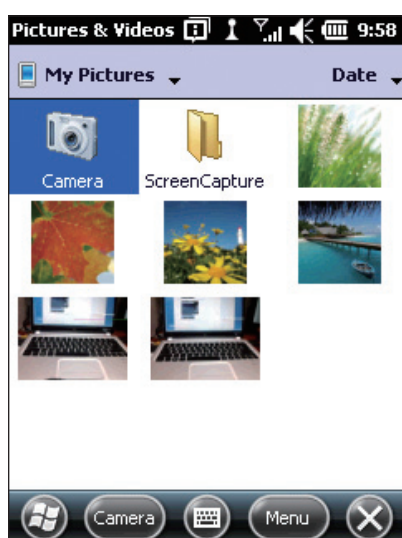 Pictures & Videos 9:58
My Pictures Date
Camera ScreenCapture
Camera Menu